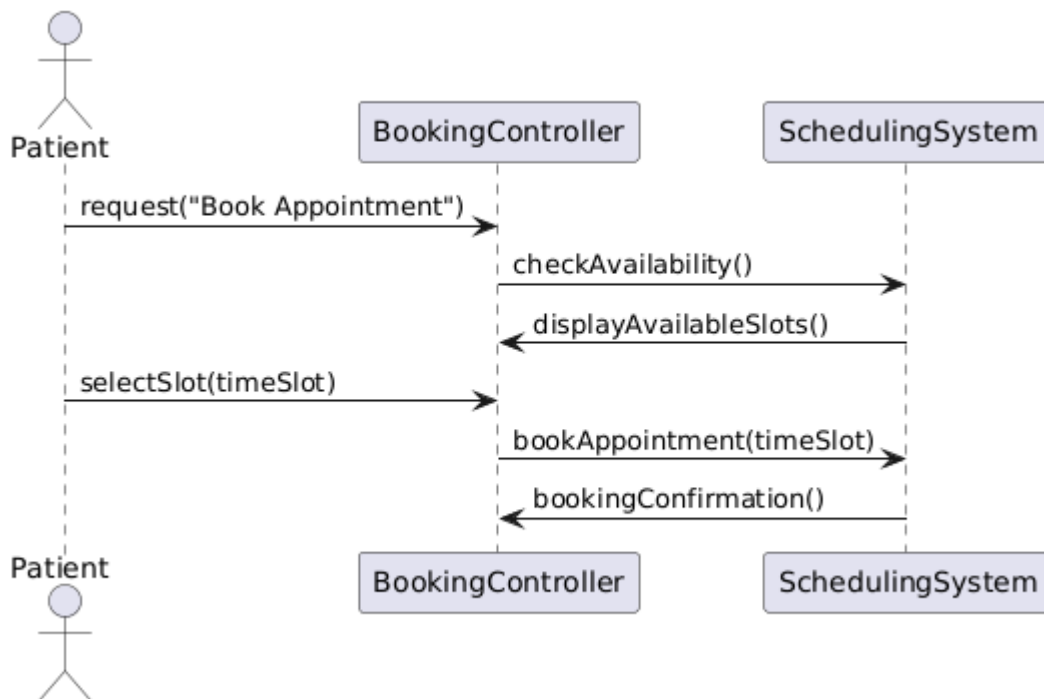 Patient
BookingController
SchedulingSystem
request("Book Appointment")
checkAvailability()
displayAvailableSlots()
selectSlot(timeSlot)
bookAppointment(timeSlot)
bookingConfirmation()
Patient
BookingController
SchedulingSystem